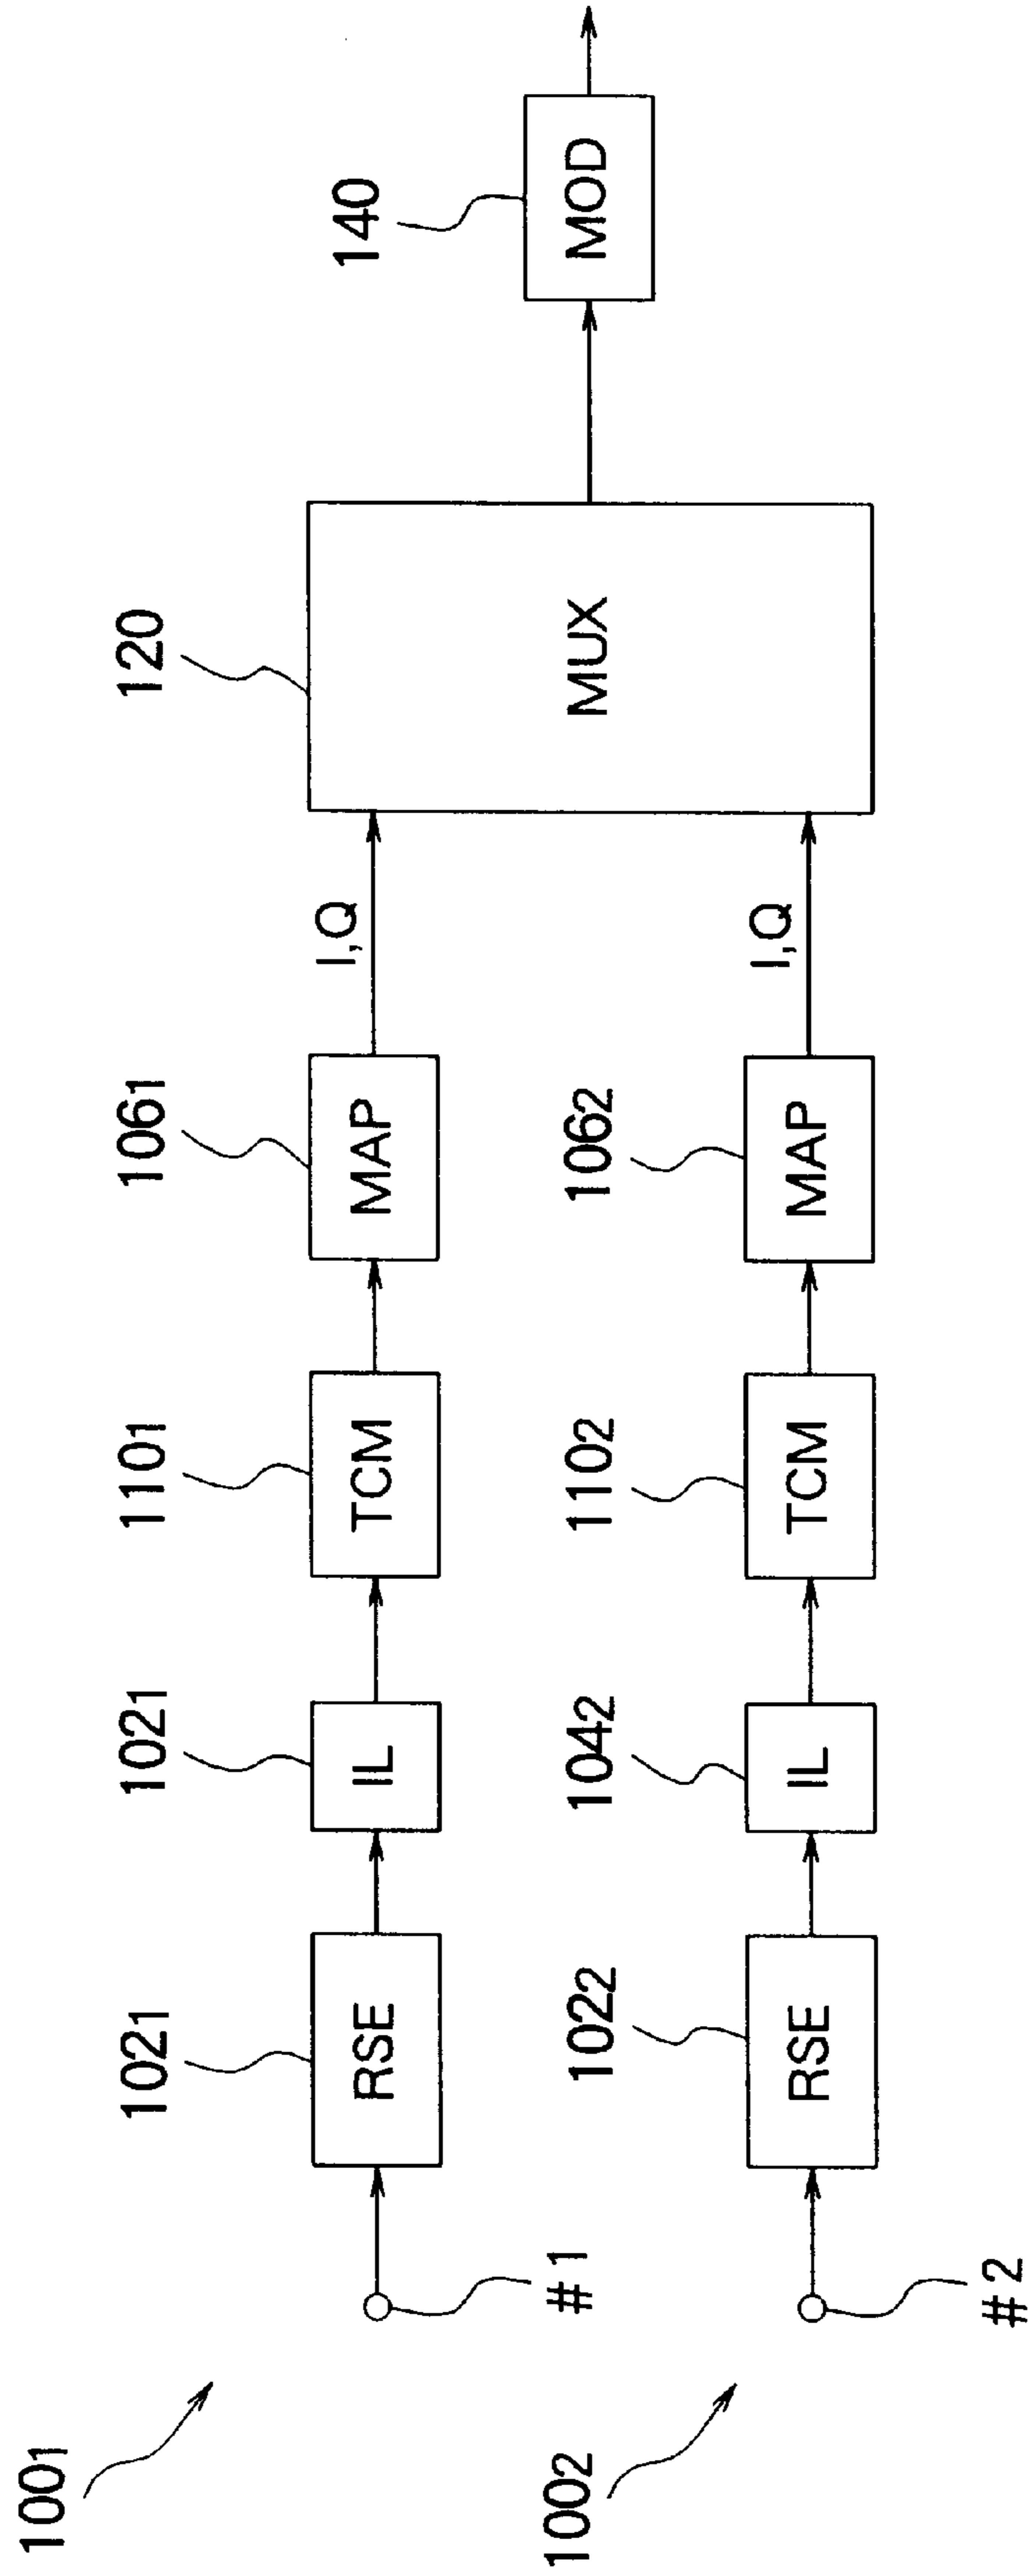 100₁
#1
102₁
RSE
102₁
IL
110₁
TCM
106₁
MAP
I,Q
120
MUX
140
MOD
100₂
#2
102₂
RSE
104₂
IL
110₂
TCM
106₂
MAP
I,Q